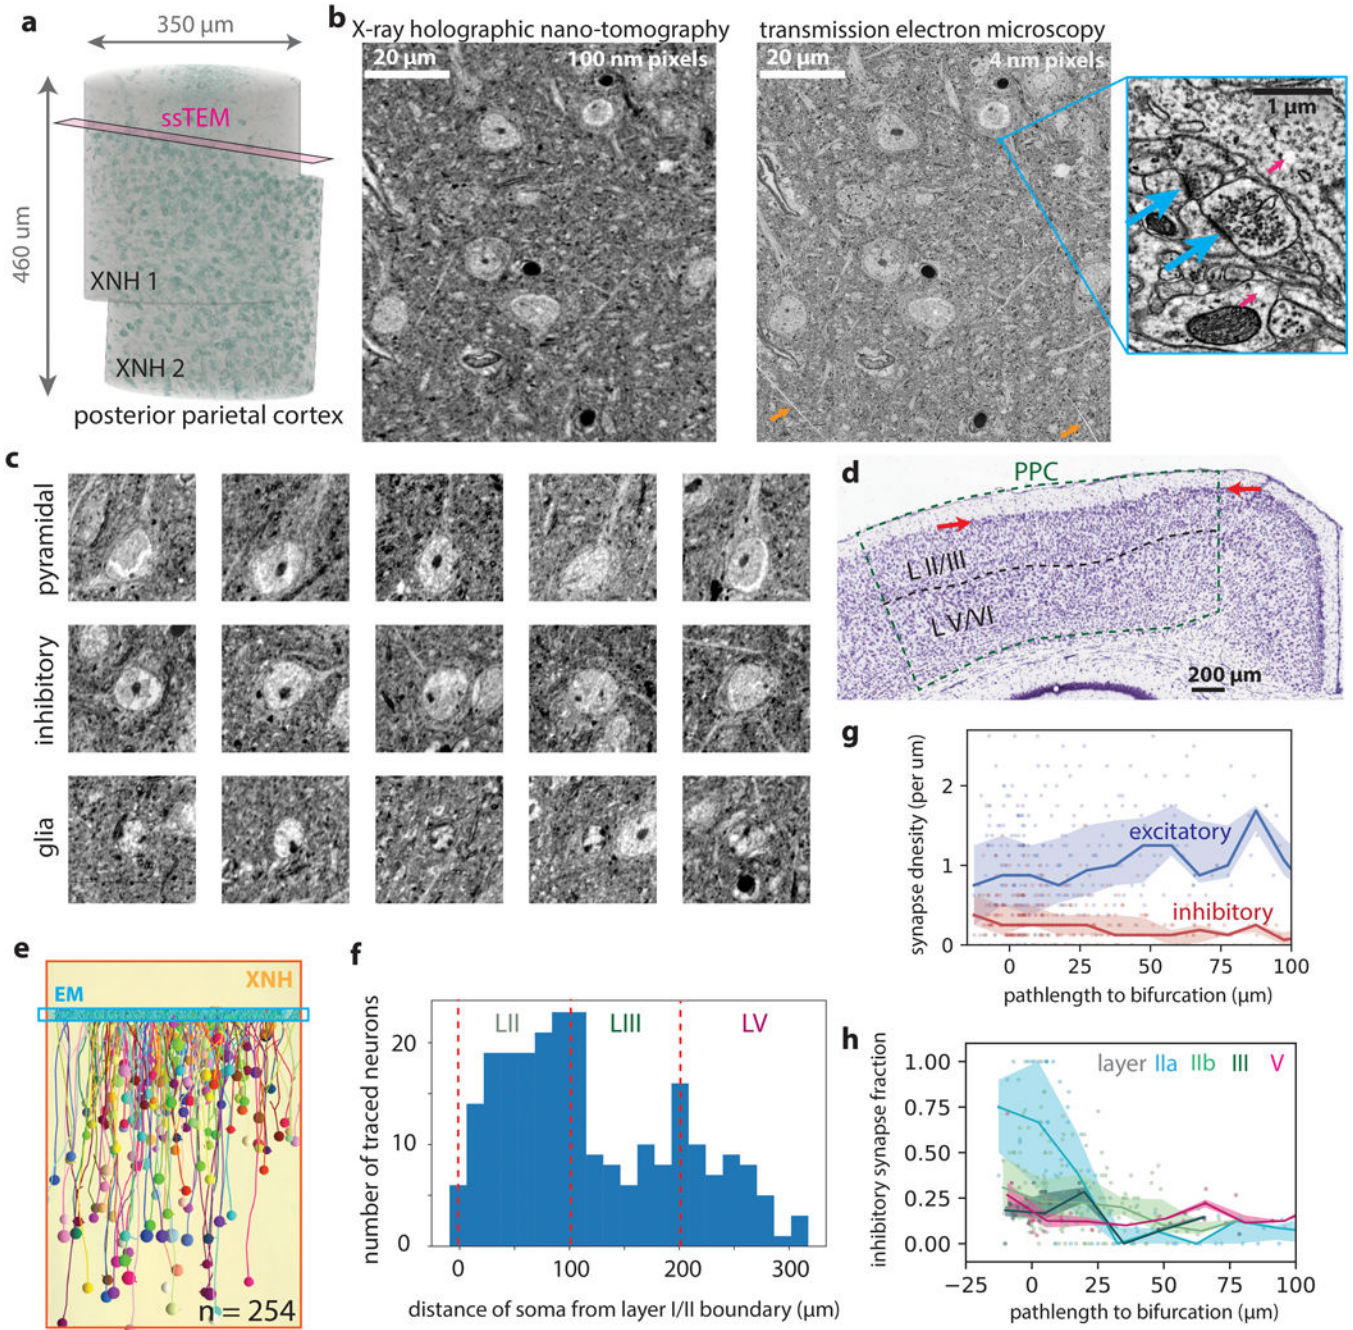 a
350 µm
460 um
ssTEM
XNH 1
XNH 2
posterior parietal cortex
b
X-ray holographic nano-tomography
20 µm
100 nm pixels
transmission electron microscopy
20 µm
4 nm pixels
1 µm
c
pyramidal
inhibitory
glia
d
PPC
L II/III
L V/VI
200 µm
e
EM
XNH
n = 254
f
number of traced neurons
20
10
0
LII
LIII
LV
0
100
200
300
distance of soma from layer I/II boundary (µm)
g
synapse dnesity (per um)
2
1
0
excitatory
inhibitory
0
25
50
75
100
pathlength to bifurcation (µm)
h
inhibitory synapse fraction
1.00
0.75
0.50
0.25
0.00
layer IIa IIb III V
−25
0
25
50
75
100
pathlength to bifurcation (µm)